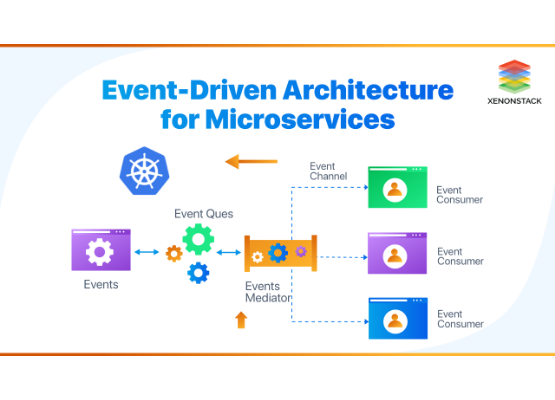 Event-Driven Architecture
for Microservices
XENONSTACK
Event
Channel
Event Ques
Events
Events
Mediator
Event
Consumer
Event
Consumer
Event
Consumer